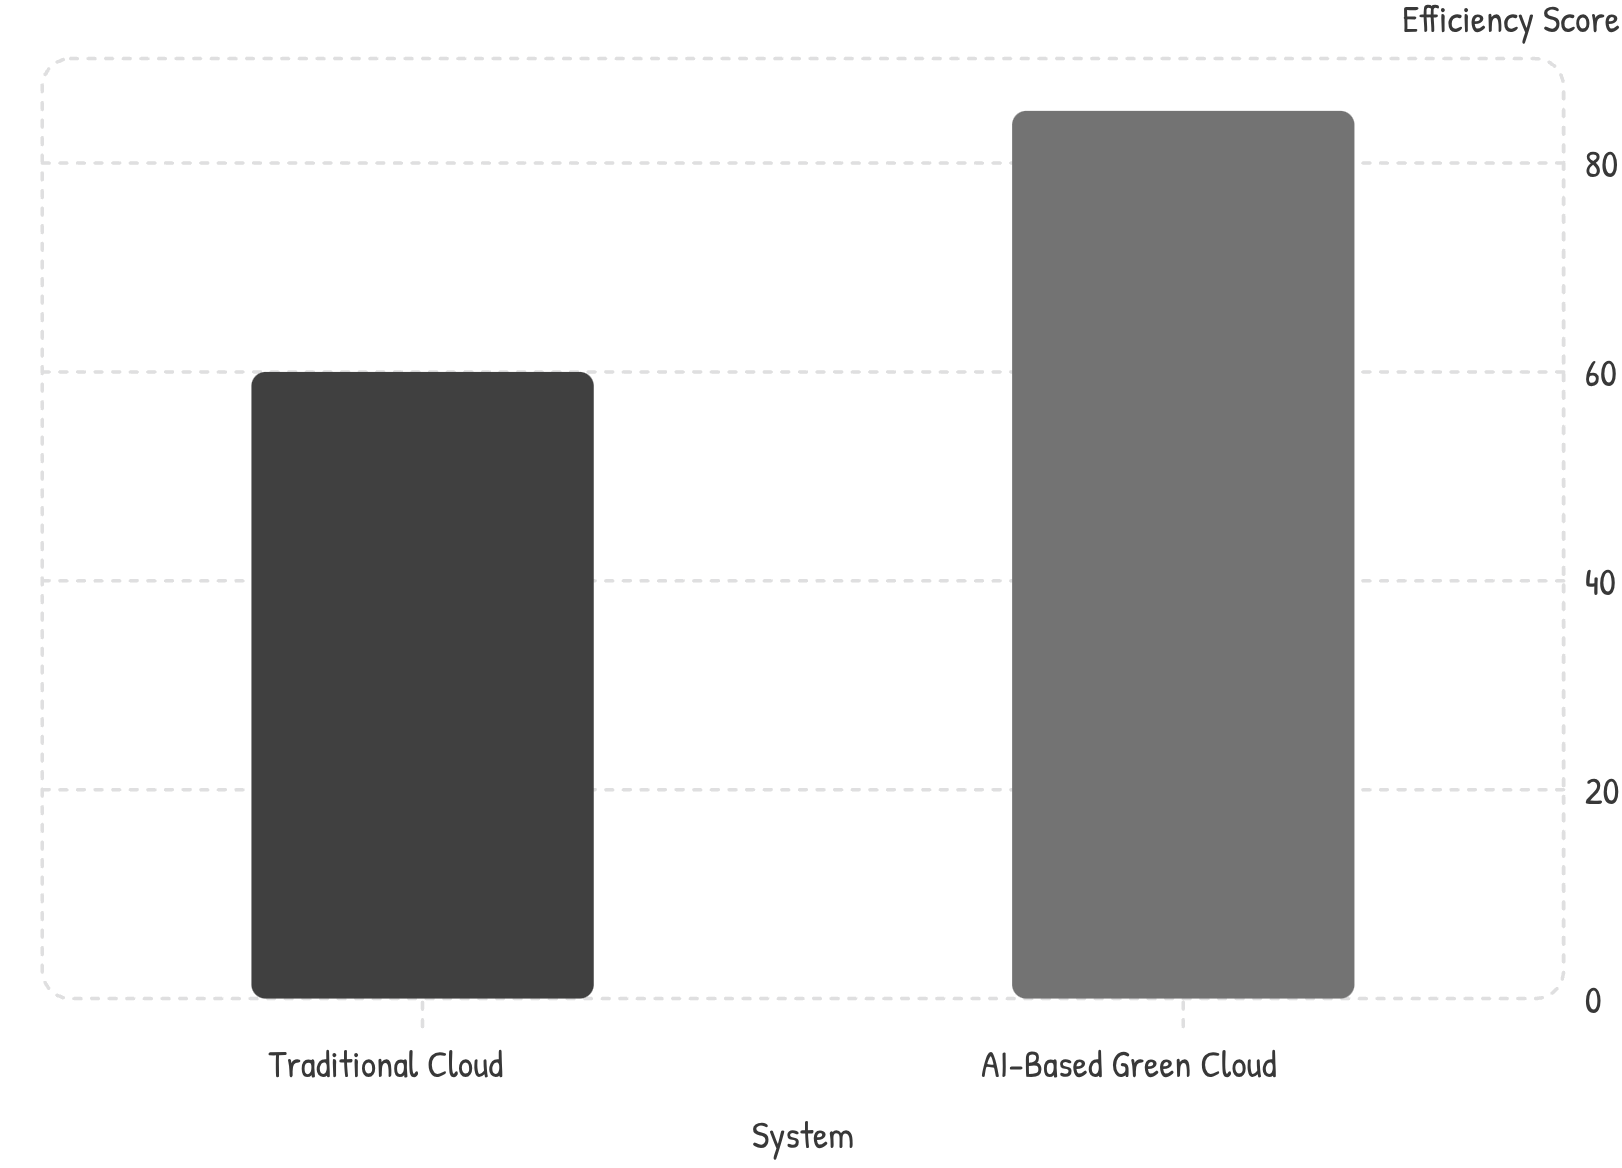 Efficiency Score
80
60
40
20
0
Traditional Cloud
AI-Based Green Cloud
System